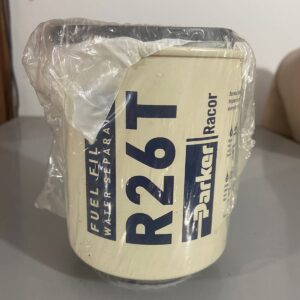 FUEL FIL
WATER SEPARA
R26T
Parker
Racor